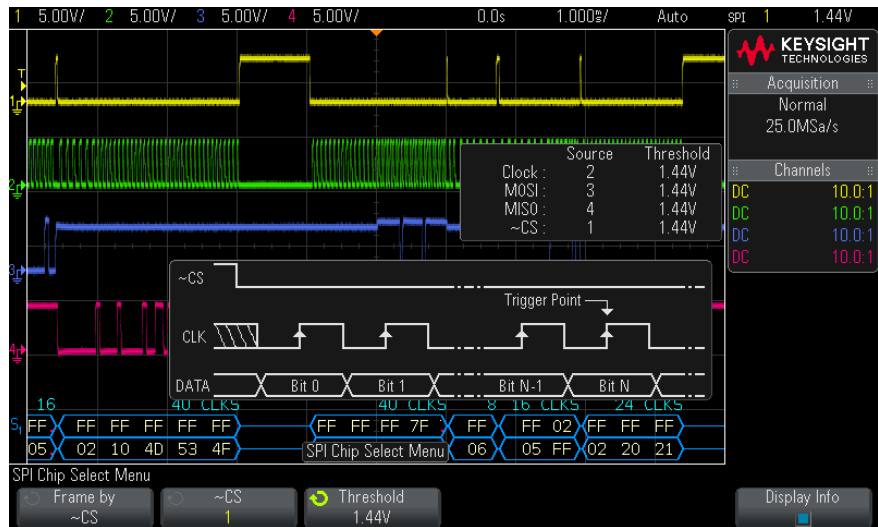 1 5.00V/ 2 5.00V/ 3 5.00V/ 4 5.00V/ 0.0s 1.000㎳/ Auto SPI 1 1.44V
KEYSIGHT
TECHNOLOGIES
Acquisition
Normal
25.0MSa/s
Channels
DC 10.0:1
DC 10.0:1
DC 10.0:1
DC 10.0:1
T
1
2
3
4
Source Threshold
Clock : 2 1.44V
MOSI : 3 1.44V
MISO : 4 1.44V
~CS : 1 1.44V
~CS
Trigger Point
CLK
DATA Bit 0 Bit 1 Bit N-1 Bit N
16 40 CLKS 40 CLKS 8 16 CLKS 24 CLKS
S1 FF FF FF FF FF FF FF FF FF 7F FF FF 02 FF FF FF
05 02 10 4D 53 4F SPI Chip Select Menu 06 05 FF 02 20 21
SPI Chip Select Menu
Frame by ~CS Threshold Display Info
~CS 1 1.44V